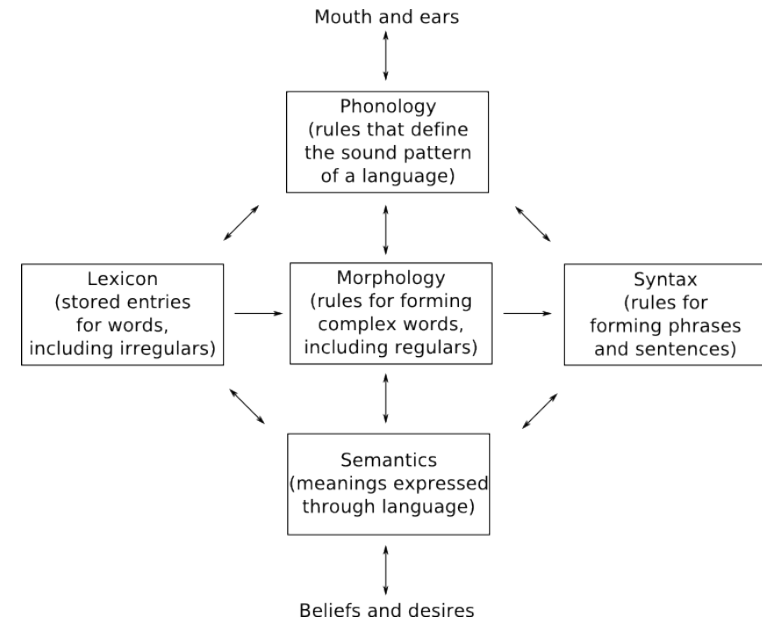 Mouth and ears
Phonology
(rules that define
the sound pattern
of a language)
Lexicon
(stored entries
for words,
including irregulars)
Morphology
(rules for forming
complex words,
including regulars)
Syntax
(rules for
forming phrases
and sentences)
Semantics
(meanings expressed
through language)
Beliefs and desires